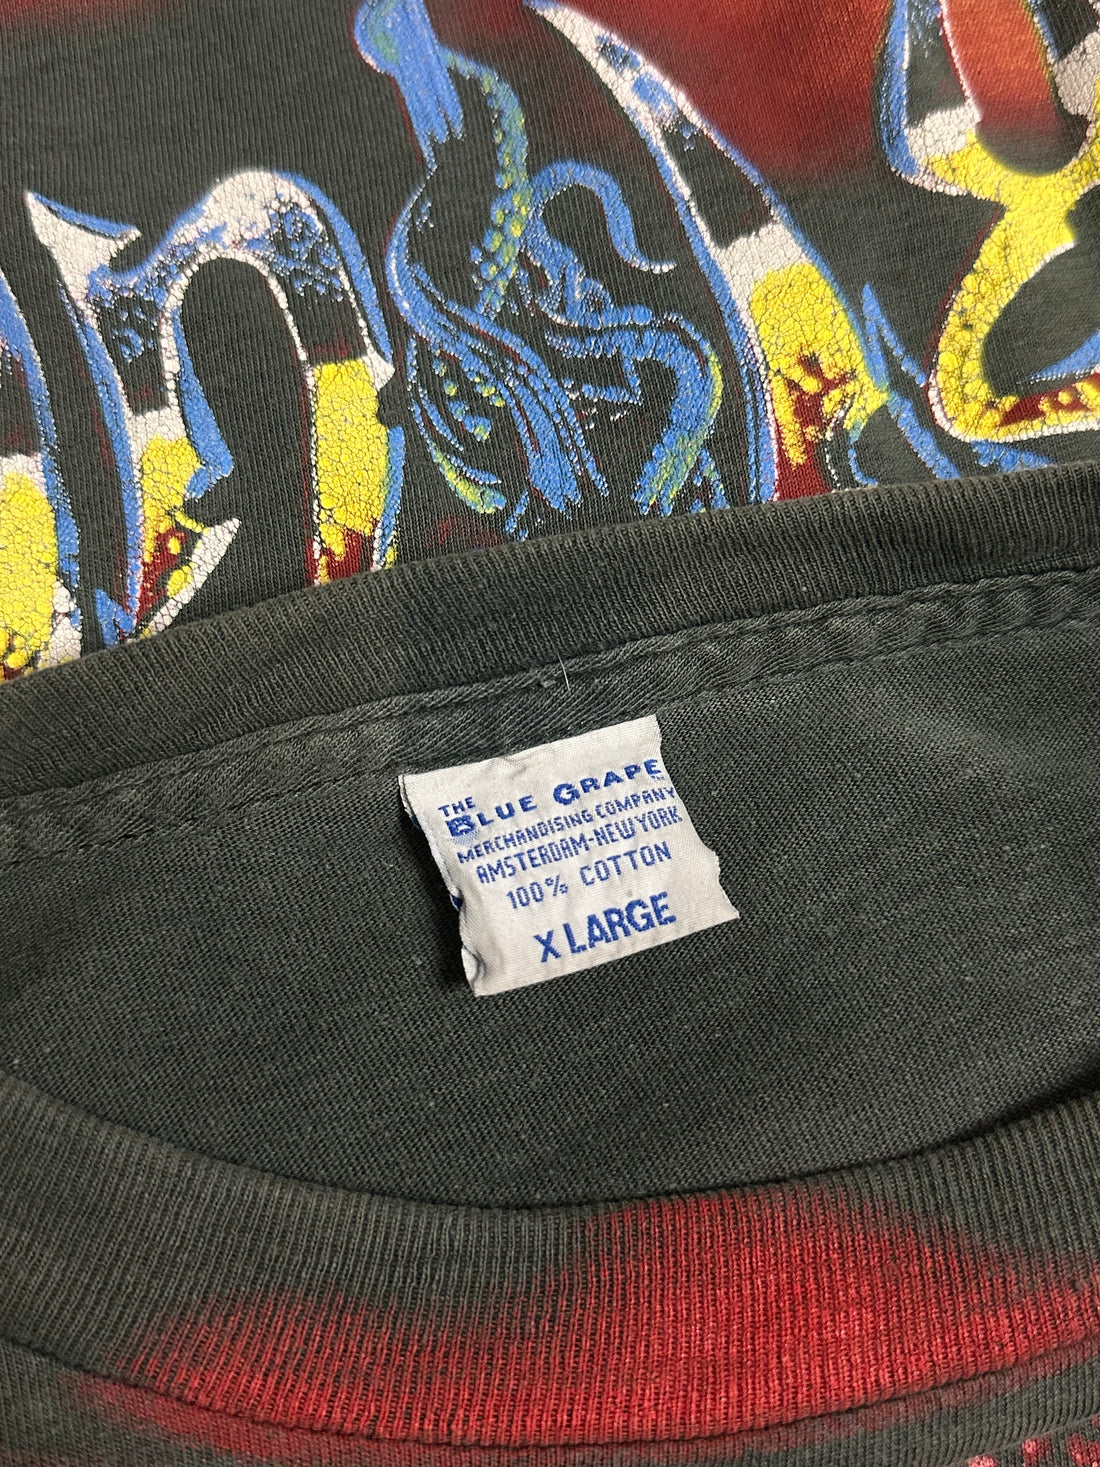 THE
BLUE GRAPE
MERCHANDISING COMPANY
AMSTERDAM-NEW YORK
100% COTTON
X LARGE